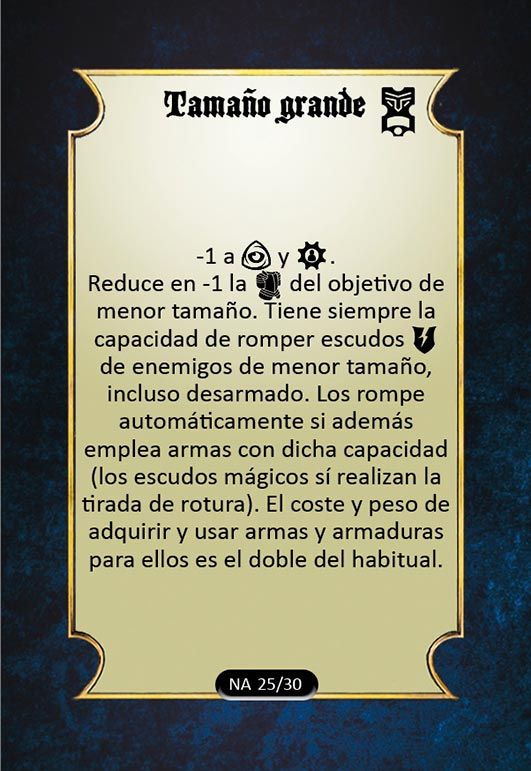 Tamaño grande
-1 a y .
Reduce en -1 la del objetivo de
menor tamaño. Tiene siempre la
capacidad de romper escudos
de enemigos de menor tamaño,
incluso desarmado. Los rompe
automáticamente si además
emplea armas con dicha capacidad
(los escudos mágicos sí realizan la
tirada de rotura). El coste y peso de
adquirir y usar armas y armaduras
para ellos es el doble del habitual.
NA 25/30